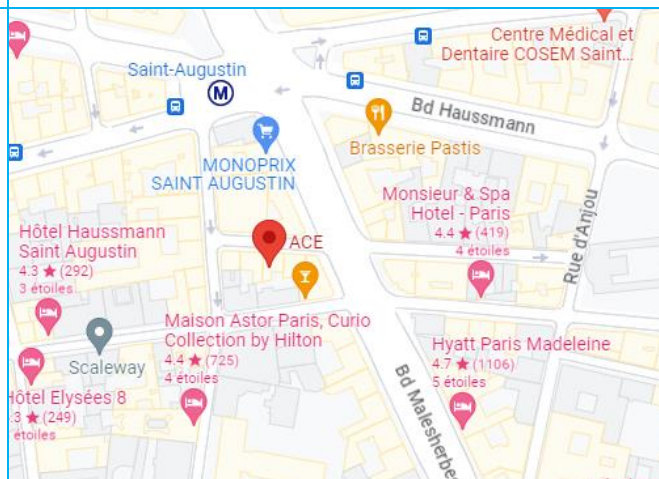 Centre Médical et
Dentaire COSEM Saint...
Saint-Augustin
M
Bd Haussmann
Brasserie Pastis
MONOPRIX
SAINT AUGUSTIN
Monsieur & Spa
Hotel - Paris
4.4 ★ (419)
4 étoiles
Rue d'Anjou
Hôtel Haussmann
Saint Augustin
4.3 ★ (292)
3 étoiles
ACE
Maison Astor Paris, Curio
Collection by Hilton
4.4 ★ (725)
4 étoiles
Scaleway
Hyatt Paris Madeleine
4.7 ★ (1106)
5 étoiles
Bd Malesherbe
Hôtel Elysées 8
.3 ★ (249)
étoiles